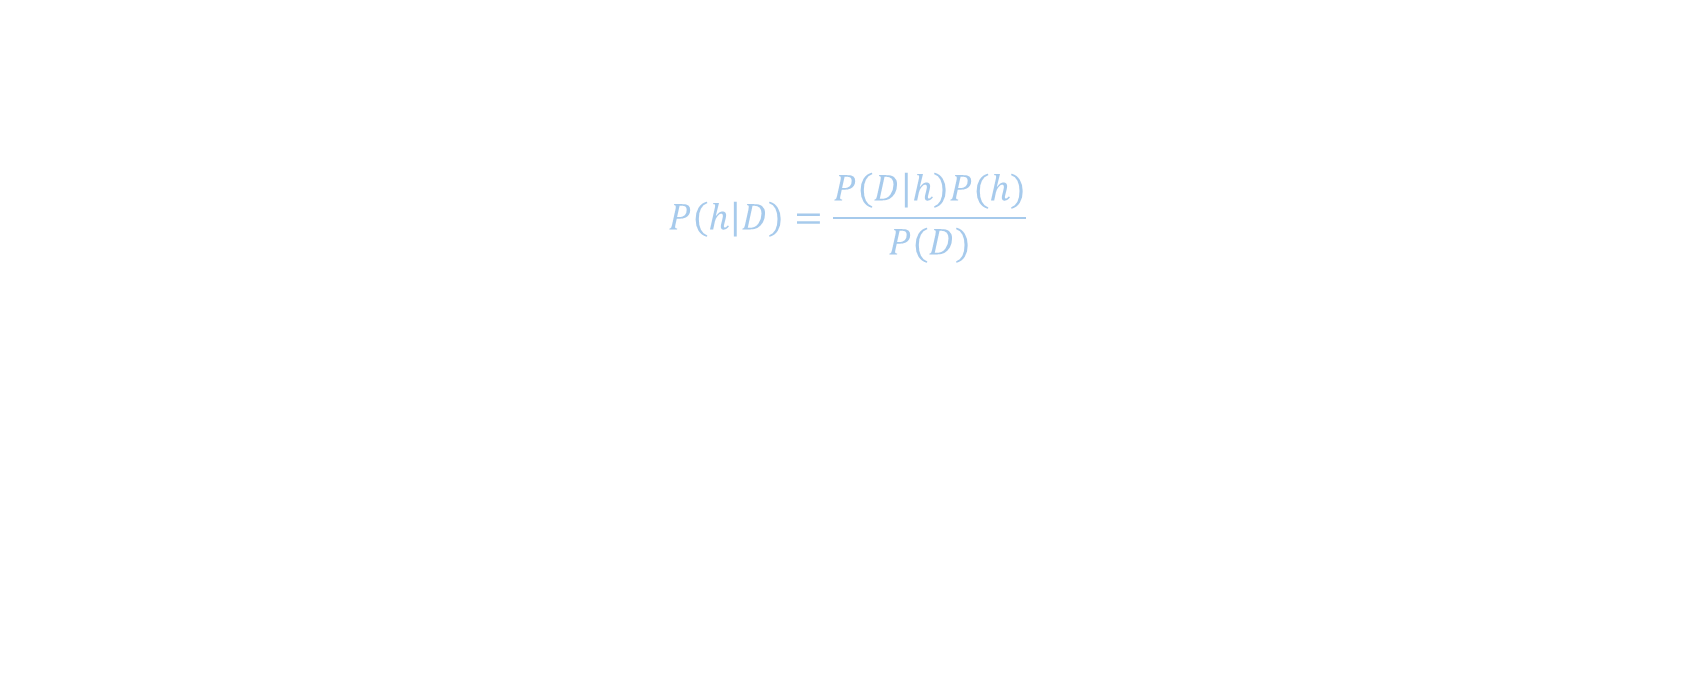 P(h|D) = P(D|h)P(h) / P(D)